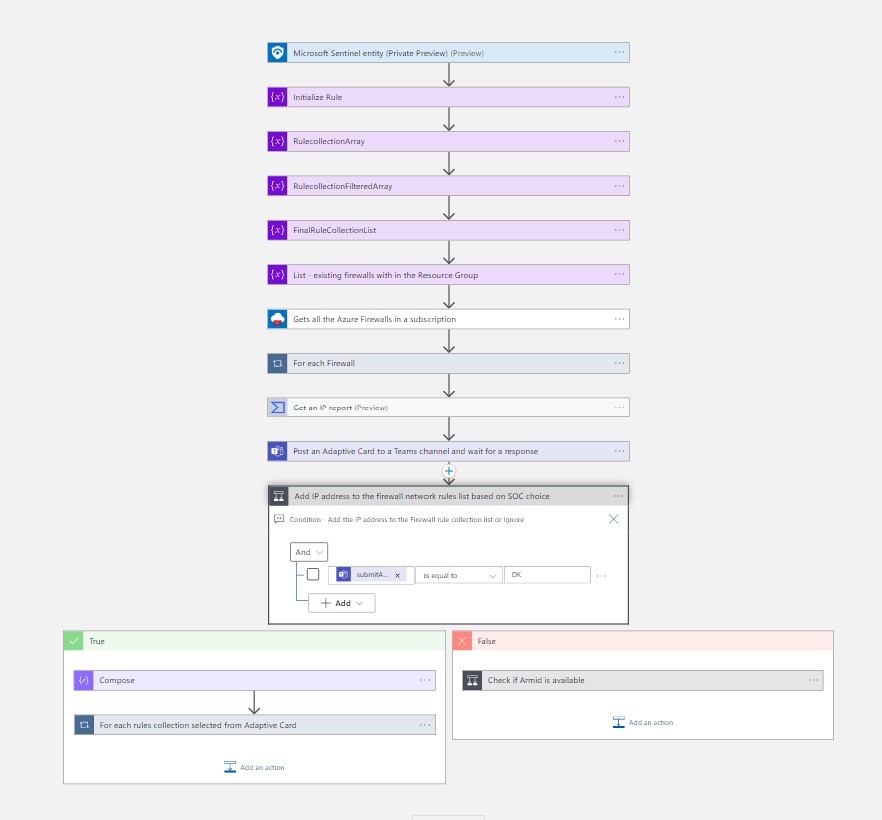 Microsoft Sentinel entity (Private Preview) (Preview)
Initialize Rule
RulecollectionArray
RulecollectionFilteredArray
FinalRuleCollectionList
List - existing firewalls with in the Resource Group
Gets all the Azure Firewalls in a subscription
For each Firewall
Get an IP report (Preview)
Post an Adaptive Card to a Teams channel and wait for a response
Add IP address to the firewall network rules list based on SOC choice
Condition - Add the IP address to the Firewall rule collection list or Ignore
And
submitA... x is equal to OK
Add
True
Compose
For each rules collection selected from Adaptive Card
Add an action
False
Check if Armid is available
Add an action